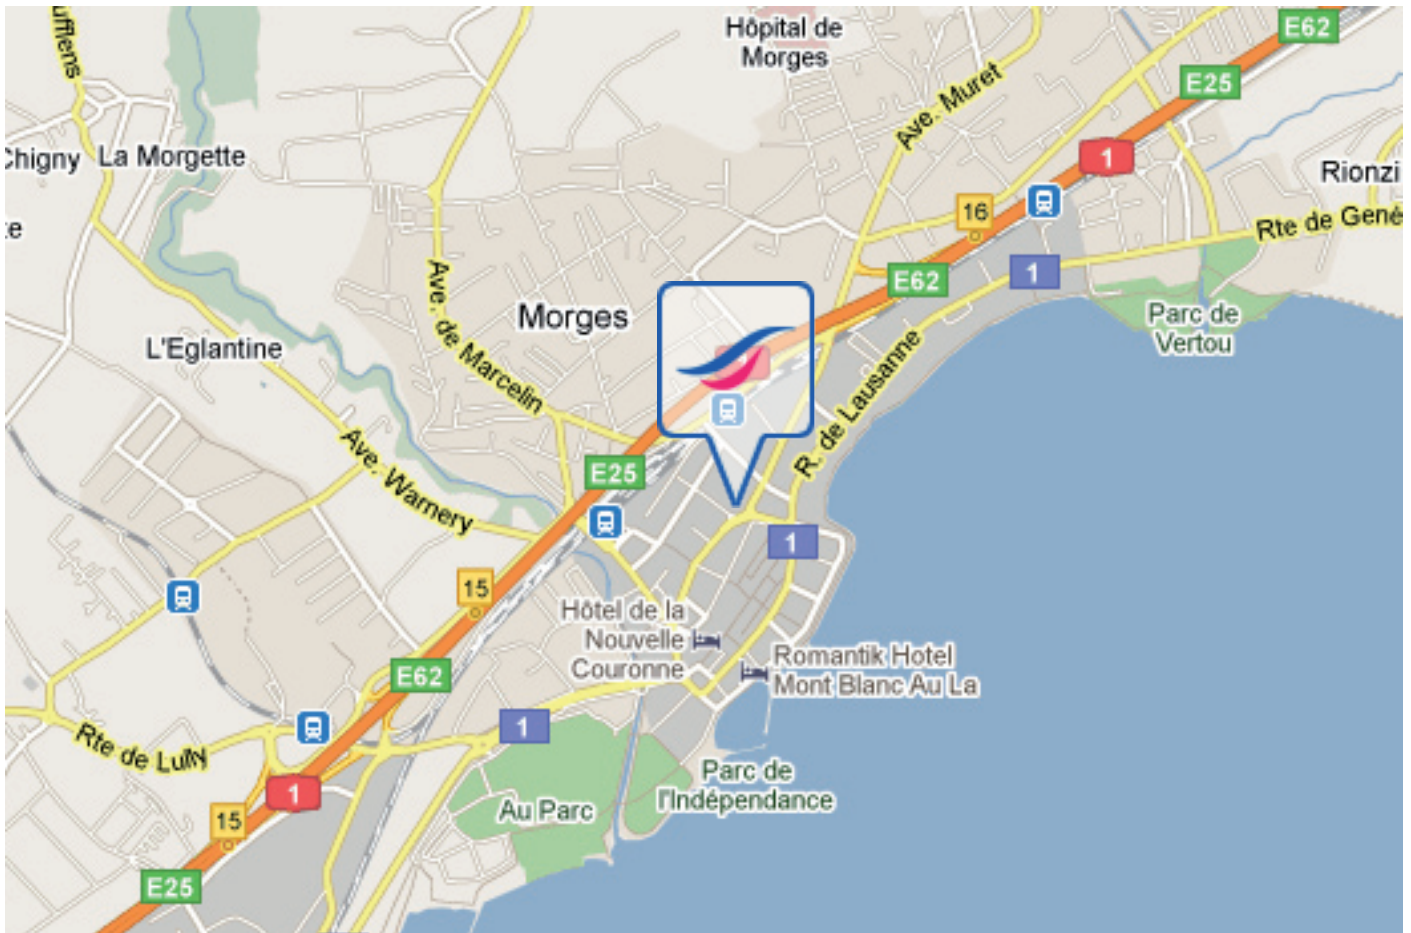 Hôpital de
Morges
E62
E25
Ave. Muret
1
Chigny
La Morgette
Rionzi
16
Rte de Gené
E62
1
Ave. de Marcelin
Morges
Parc de
Vertou
L'Eglantine
R. de Lausanne
Ave. Warnery
E25
1
15
Hôtel de la
Nouvelle
Couronne
Romantik Hotel
Mont Blanc Au La
E62
1
Rte de Lully
Parc de
l'Indépendance
1
Au Parc
15
E25